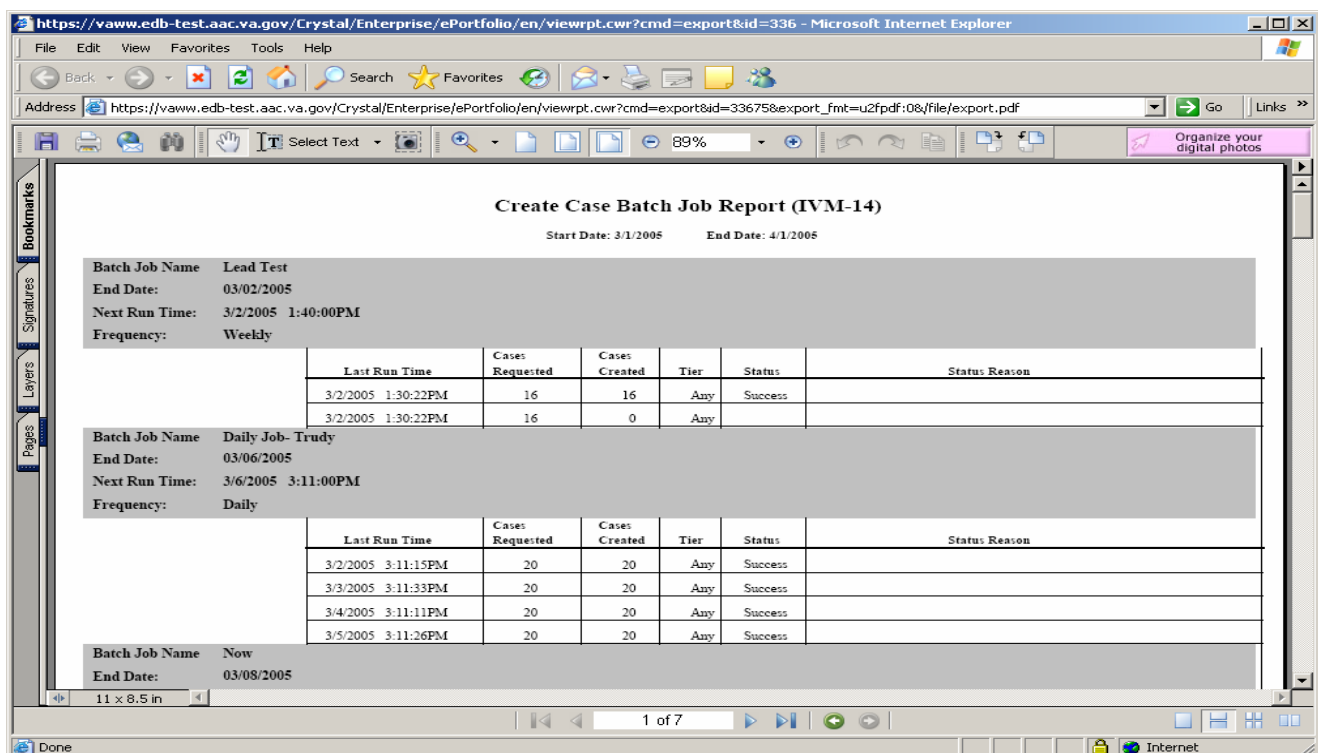 https://vaww.edb-test.aac.va.gov/Crystal/Enterprise/ePortfolio/en/viewrpt.cwr?cmd=export&id=336 - Microsoft Internet Explorer
File Edit View Favorites Tools Help
Back Search Favorites
Address https://vaww.edb-test.aac.va.gov/Crystal/Enterprise/ePortfolio/en/viewrpt.cwr?cmd=export&id=33675&export_fmt=u2fpdf:0&/file/export.pdf Go Links »
Select Text 89% Organize your
digital photos
Bookmarks
Signatures
Layers
Pages
Create Case Batch Job Report (IVM-14)
Start Date: 3/1/2005 End Date: 4/1/2005
Batch Job Name Lead Test
End Date: 03/02/2005
Next Run Time: 3/2/2005 1:40:00PM
Frequency: Weekly
Cases Cases
Last Run Time Requested Created Tier Status Status Reason
3/2/2005 1:30:22PM 16 16 Any Success
3/2/2005 1:30:22PM 16 0 Any
Batch Job Name Daily Job- Trudy
End Date: 03/06/2005
Next Run Time: 3/6/2005 3:11:00PM
Frequency: Daily
Cases Cases
Last Run Time Requested Created Tier Status Status Reason
3/2/2005 3:11:15PM 20 20 Any Success
3/3/2005 3:11:33PM 20 20 Any Success
3/4/2005 3:11:11PM 20 20 Any Success
3/5/2005 3:11:26PM 20 20 Any Success
Batch Job Name Now
End Date: 03/08/2005
11 x 8.5 in
1 of 7
Done Internet